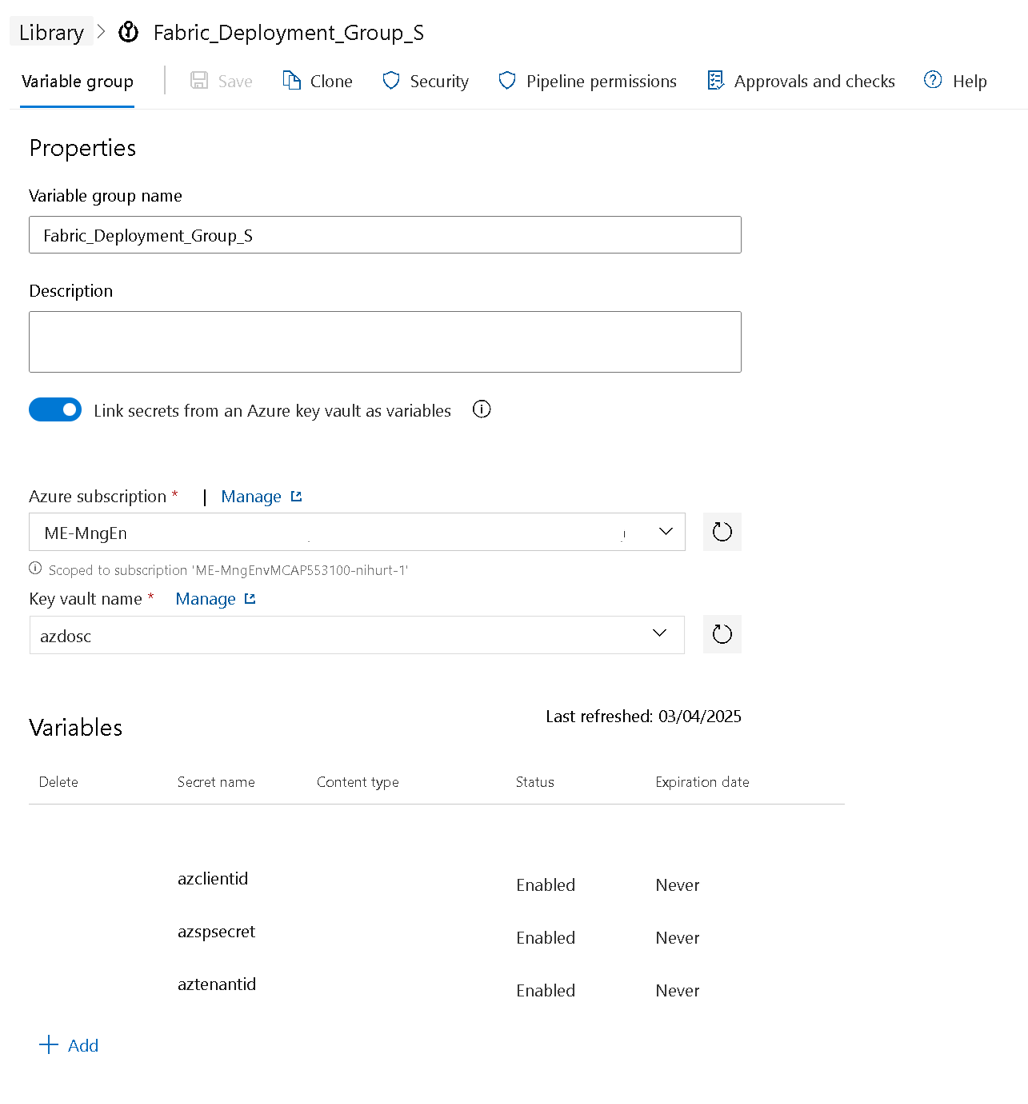 Library > Fabric_Deployment_Group_S
Variable group | Save Clone Security Pipeline permissions Approvals and checks Help
Properties
Variable group name
Fabric_Deployment_Group_S
Description
Link secrets from an Azure key vault as variables
Azure subscription * | Manage
ME-MngEn
Scoped to subscription 'ME-MngEnvMCAP553100-nihurt-1'
Key vault name * Manage
azdosc
Last refreshed: 03/04/2025
Variables
Delete Secret name Content type Status Expiration date
azclientid Enabled Never
azspsecret Enabled Never
aztenantid Enabled Never
+ Add